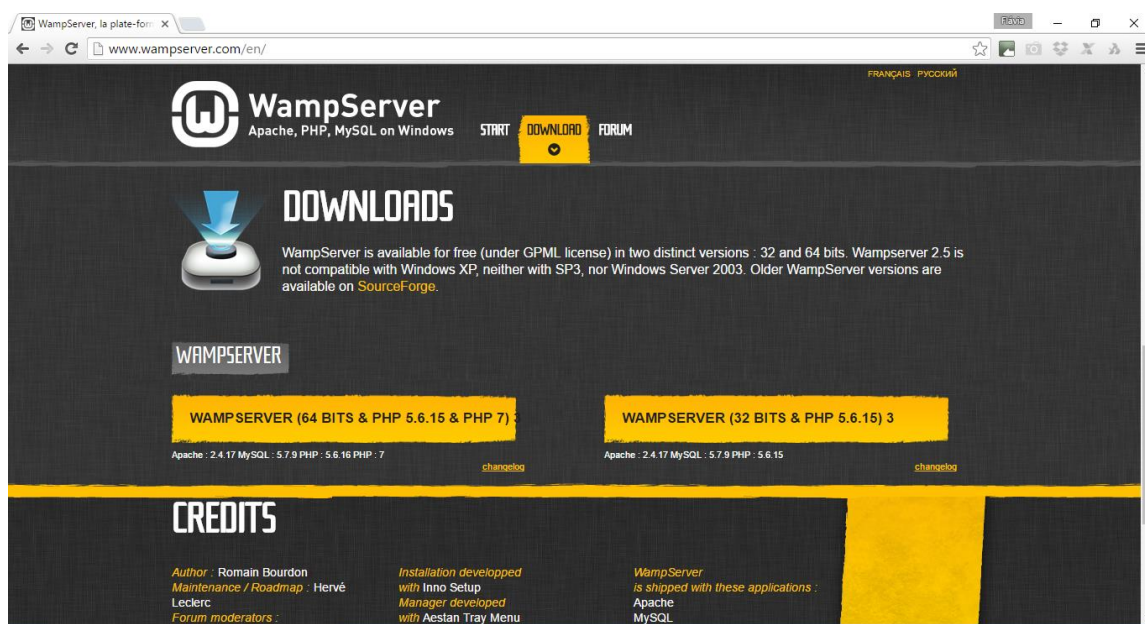 WampServer, la plate-form
Flávia
www.wampserver.com/en/
FRANÇAIS РУССКИЙ
WampServer
Apache, PHP, MySQL on Windows
START DOWNLOAD FORUM
DOWNLOADS
WampServer is available for free (under GPML license) in two distinct versions : 32 and 64 bits. Wampserver 2.5 is
not compatible with Windows XP, neither with SP3, nor Windows Server 2003. Older WampServer versions are
available on SourceForge.
WAMPSERVER
WAMPSERVER (64 BITS & PHP 5.6.15 & PHP 7) 3
Apache : 2.4.17 MySQL : 5.7.9 PHP : 5.6.16 PHP : 7
changelog
WAMPSERVER (32 BITS & PHP 5.6.15) 3
Apache : 2.4.17 MySQL : 5.7.9 PHP : 5.6.15
changelog
CREDITS
Author : Romain Bourdon
Maintenance / Roadmap : Hervé
Leclerc
Forum moderators :
Installation developped
with Inno Setup
Manager developed
with Aestan Tray Menu
WampServer
is shipped with these applications :
Apache
MySQL